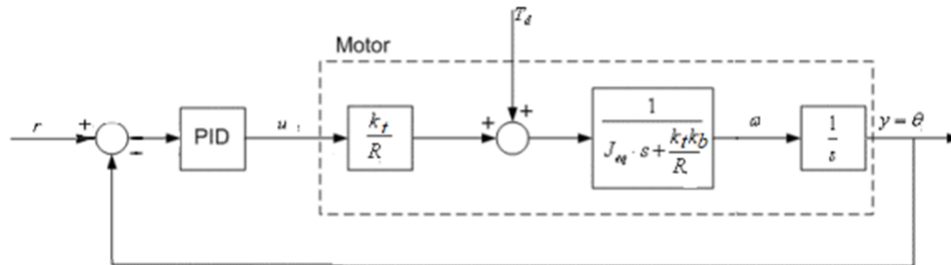 Motor
T_d
r
+
−
PID
u
k_t
R
+
+
1
J_eq · s + k_t k_b
R
ω
1
s
y = θ